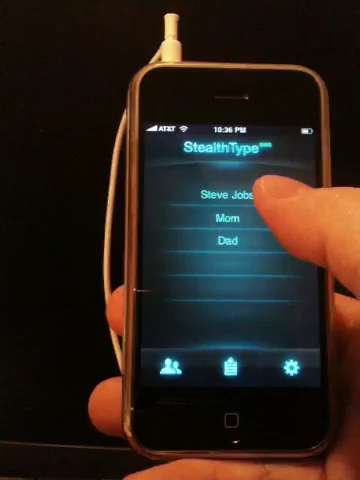 AT&T 10:36 PM
StealthType
Steve Jobs
Mom
Dad